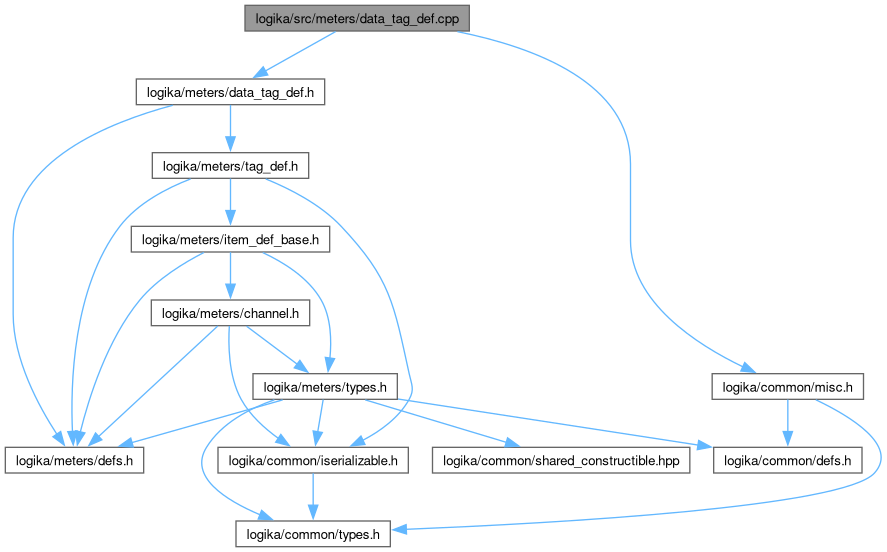 logika/src/meters/data_tag_def.cpp
logika/meters/data_tag_def.h
logika/meters/tag_def.h
logika/meters/item_def_base.h
logika/meters/channel.h
logika/meters/types.h
logika/common/misc.h
logika/meters/defs.h
logika/common/iserializable.h
logika/common/shared_constructible.hpp
logika/common/defs.h
logika/common/types.h